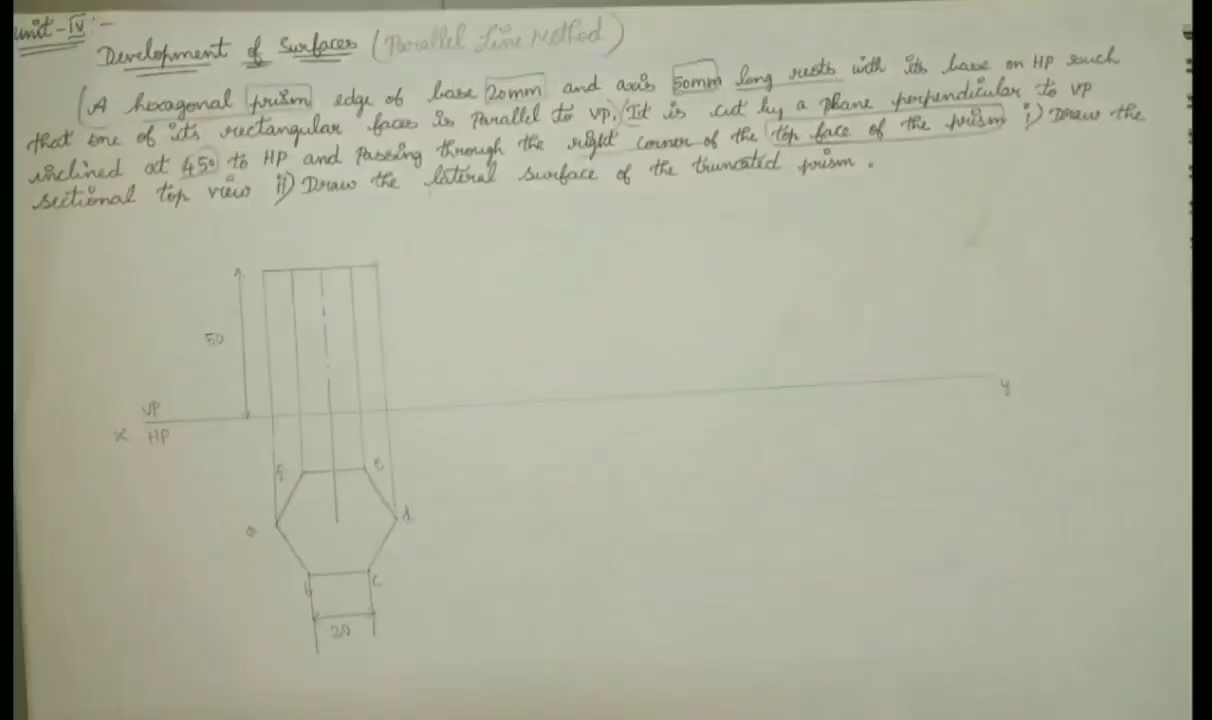 unit-IV:-
Development of Surfaces (Parallel Line Method)
(A hexagonal prism edge of base 20mm and axis 50mm long rests with its base on HP such
that one of its rectangular faces is parallel to VP. It is cut by a plane perpendicular to VP
inclined at 45° to HP and Passing through the right corner of the top face of the prism i) Draw the
sectional top view ii) Draw the lateral surface of the truncated prism.
50
VP
X HP
y
f e
a d
b c
20